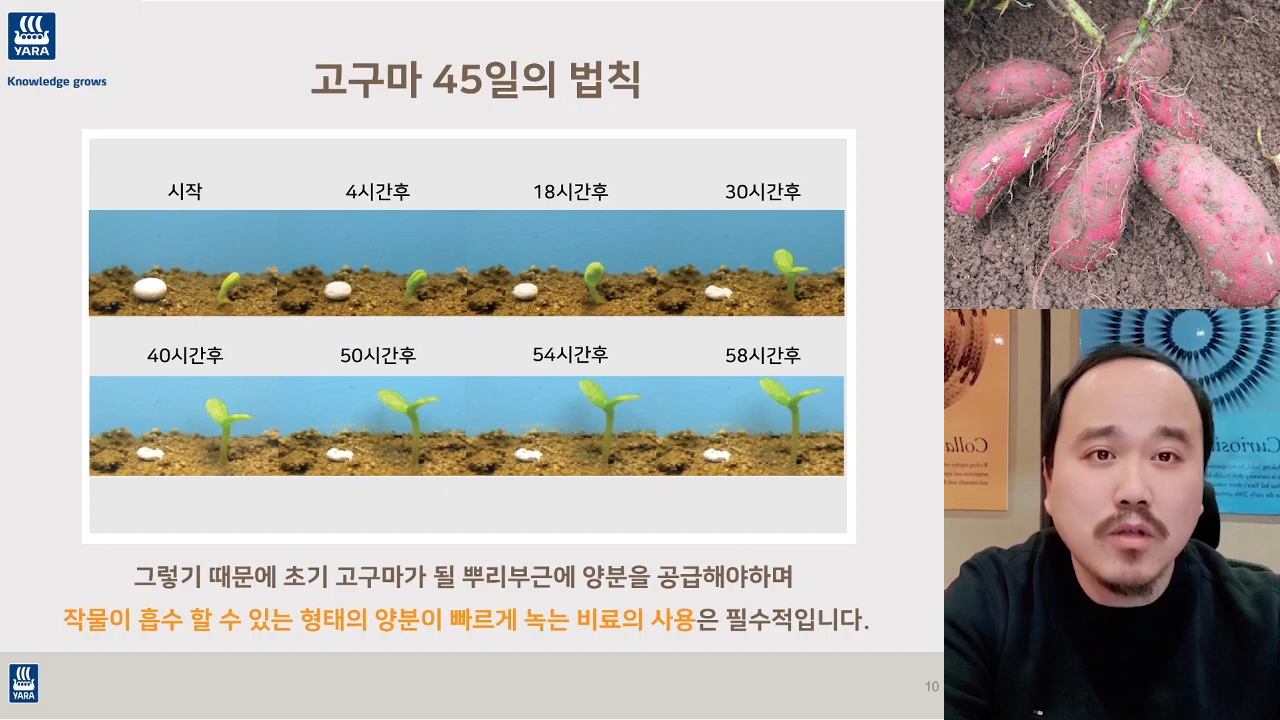 YARA
Knowledge grows
고구마 45일의 법칙
시작
4시간후
18시간후
30시간후
40시간후
50시간후
54시간후
58시간후
그렇기 때문에 초기 고구마가 될 뿌리부근에 양분을 공급해야하며
작물이 흡수 할 수 있는 형태의 양분이 빠르게 녹는 비료의 사용은 필수적입니다.
YARA
10
Colla
Curiosi